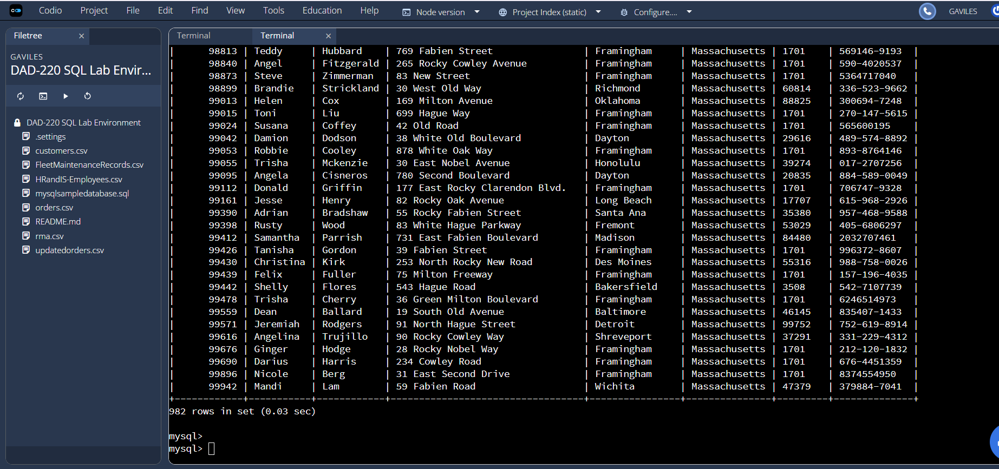 Codio Project File Edit Find View Tools Education Help Node version Project Index (static) Configure.... GAVILES
Filetree ×
GAVILES
DAD-220 SQL Lab Envir...
DAD-220 SQL Lab Environment
.settings
customers.csv
FleetMaintenanceRecords.csv
HRandIS-Employees.csv
mysqlsampledatabase.sql
orders.csv
README.md
rma.csv
updatedorders.csv
Terminal Terminal ×
| 98813 | Teddy | Hubbard | 769 Fabien Street | Framingham | Massachusetts | 1701 | 569146-9193 |
| 98840 | Angel | Fitzgerald | 265 Rocky Cowley Avenue | Framingham | Massachusetts | 1701 | 590-4020537 |
| 98873 | Steve | Zimmerman | 83 New Street | Framingham | Massachusetts | 1701 | 5364717040 |
| 98899 | Brandie | Strickland | 30 West Old Way | Richmond | Massachusetts | 60814 | 336-523-9662 |
| 99013 | Helen | Cox | 169 Milton Avenue | Oklahoma | Massachusetts | 88825 | 300694-7248 |
| 99015 | Toni | Liu | 699 Hague Way | Framingham | Massachusetts | 1701 | 270-147-5615 |
| 99024 | Susana | Coffey | 42 Old Road | Framingham | Massachusetts | 1701 | 565600195 |
| 99042 | Damion | Dodson | 38 White Old Boulevard | Dayton | Massachusetts | 29616 | 489-574-8892 |
| 99053 | Robbie | Cooley | 878 White Oak Way | Framingham | Massachusetts | 1701 | 893-8764146 |
| 99055 | Trisha | Mckenzie | 30 East Nobel Avenue | Honolulu | Massachusetts | 39274 | 017-2707256 |
| 99095 | Angela | Cisneros | 780 Second Boulevard | Dayton | Massachusetts | 20835 | 884-589-0049 |
| 99112 | Donald | Griffin | 177 East Rocky Clarendon Blvd. | Framingham | Massachusetts | 1701 | 706747-9328 |
| 99161 | Jesse | Henry | 82 Rocky Oak Avenue | Long Beach | Massachusetts | 17707 | 615-968-2926 |
| 99390 | Adrian | Bradshaw | 55 Rocky Fabien Street | Santa Ana | Massachusetts | 35380 | 957-468-9588 |
| 99398 | Rusty | Wood | 83 White Hague Parkway | Fremont | Massachusetts | 53029 | 405-6806297 |
| 99412 | Samantha | Parrish | 731 East Fabien Boulevard | Madison | Massachusetts | 84480 | 2032707461 |
| 99426 | Tanisha | Gordon | 39 Fabien Street | Framingham | Massachusetts | 1701 | 996372-8607 |
| 99430 | Christina | Kirk | 253 North Rocky New Road | Des Moines | Massachusetts | 55316 | 988-758-0026 |
| 99439 | Felix | Fuller | 75 Milton Freeway | Framingham | Massachusetts | 1701 | 157-196-4035 |
| 99442 | Shelly | Flores | 543 Hague Road | Bakersfield | Massachusetts | 3508 | 542-7107739 |
| 99478 | Trisha | Cherry | 36 Green Milton Boulevard | Framingham | Massachusetts | 1701 | 6246514973 |
| 99559 | Dean | Ballard | 19 South Old Avenue | Baltimore | Massachusetts | 46145 | 835407-1433 |
| 99571 | Jeremiah | Rodgers | 91 North Hague Street | Detroit | Massachusetts | 99752 | 752-619-8914 |
| 99616 | Angelina | Trujillo | 90 Rocky Cowley Way | Shreveport | Massachusetts | 37291 | 331-229-4312 |
| 99676 | Ginger | Hodge | 28 Rocky Nobel Way | Framingham | Massachusetts | 1701 | 212-120-1832 |
| 99690 | Darius | Harris | 234 Cowley Road | Framingham | Massachusetts | 1701 | 676-4451359 |
| 99896 | Nicole | Berg | 31 East Second Drive | Framingham | Massachusetts | 1701 | 8374554950 |
| 99942 | Mandi | Lam | 59 Fabien Road | Wichita | Massachusetts | 47379 | 379884-7041 |
+------------+-----------+------------+----------------------------------+----------------+---------------+---------+--------------+
982 rows in set (0.03 sec)
mysql>
mysql>